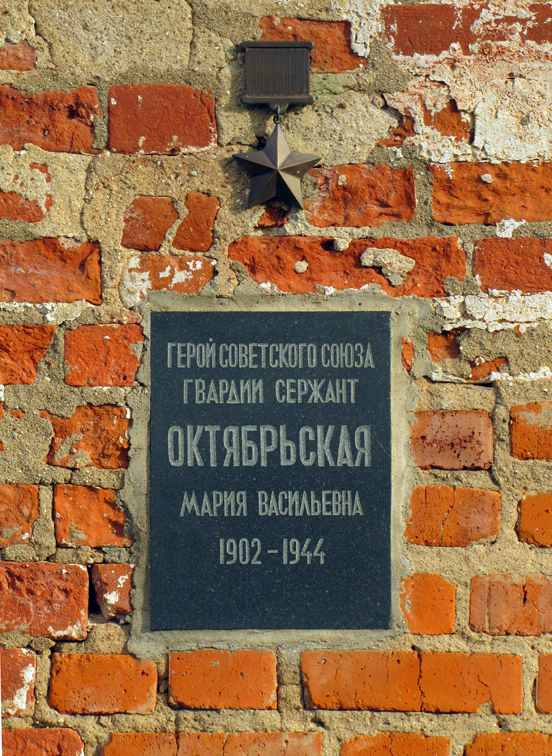 ГЕРОЙ СОВЕТСКОГО СОЮЗА
ГВАРДИИ СЕРЖАНТ
ОКТЯБРЬСКАЯ
МАРИЯ ВАСИЛЬЕВНА
1902-1944